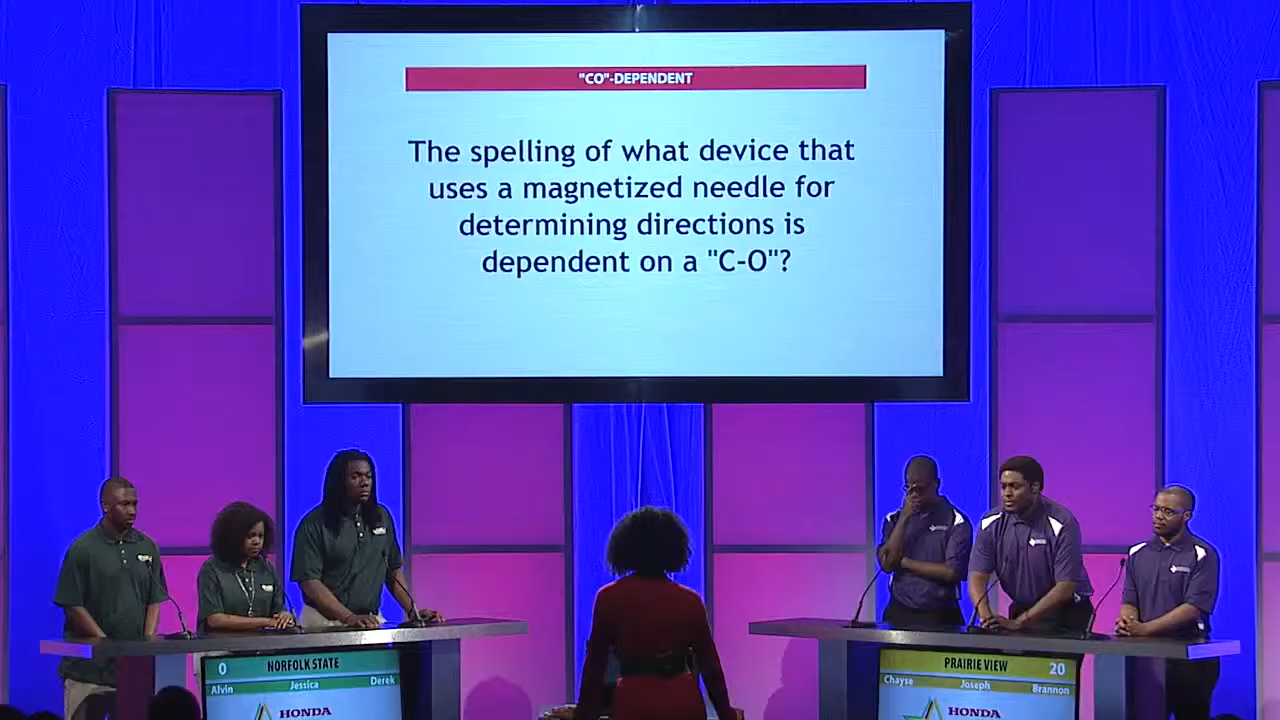 "CO"-DEPENDENT
The spelling of what device that
uses a magnetized needle for
determining directions is
dependent on a "C-O"?
0 NORFOLK STATE
Alvin Jessica Derek
HONDA
PRAIRIE VIEW 20
Chayse Joseph Brannon
HONDA